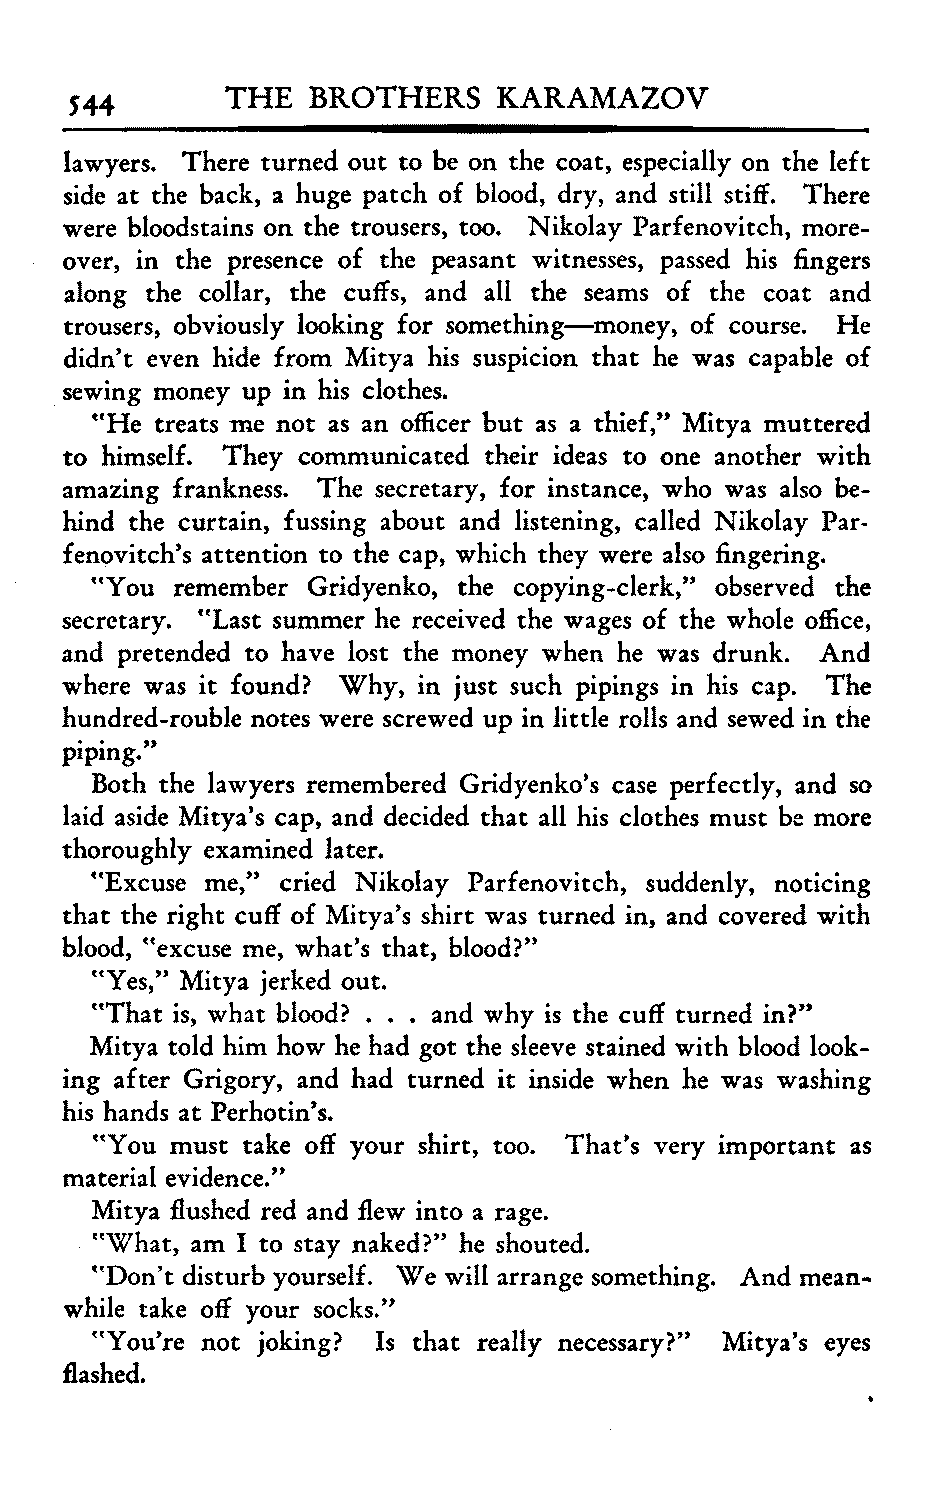 544 THE BROTHERS KARAMAZOV
lawyers. There turned out to be on the coat, especially on the left
side at the back, a huge patch of blood, dry, and still stiff. There
were bloodstains on the trousers, too. Nikolay Parfenovitch, more-
over, in the presence of the peasant witnesses, passed his fingers
along the collar, the cuffs, and all the seams of the coat and
trousers, obviously looking for something—money, of course. He
didn't even hide from Mitya his suspicion that he was capable of
sewing money up in his clothes.
"He treats me not as an officer but as a thief," Mitya muttered
to himself. They communicated their ideas to one another with
amazing frankness. The secretary, for instance, who was also be-
hind the curtain, fussing about and listening, called Nikolay Par-
fenovitch's attention to the cap, which they were also fingering.
"You remember Gridyenko, the copying-clerk," observed the
secretary. "Last summer he received the wages of the whole office,
and pretended to have lost the money when he was drunk. And
where was it found? Why, in just such pipings in his cap. The
hundred-rouble notes were screwed up in little rolls and sewed in the
piping."
Both the lawyers remembered Gridyenko's case perfectly, and so
laid aside Mitya's cap, and decided that all his clothes must be more
thoroughly examined later.
"Excuse me," cried Nikolay Parfenovitch, suddenly, noticing
that the right cuff of Mitya's shirt was turned in, and covered with
blood, "excuse me, what's that, blood?"
"Yes," Mitya jerked out.
"That is, what blood? . . . and why is the cuff turned in?"
Mitya told him how he had got the sleeve stained with blood look-
ing after Grigory, and had turned it inside when he was washing
his hands at Perhotin's.
"You must take off your shirt, too. That's very important as
material evidence."
Mitya flushed red and flew into a rage.
"What, am I to stay naked?" he shouted.
"Don't disturb yourself. We will arrange something. And mean-
while take off your socks."
"You're not joking? Is that really necessary?" Mitya's eyes
flashed.